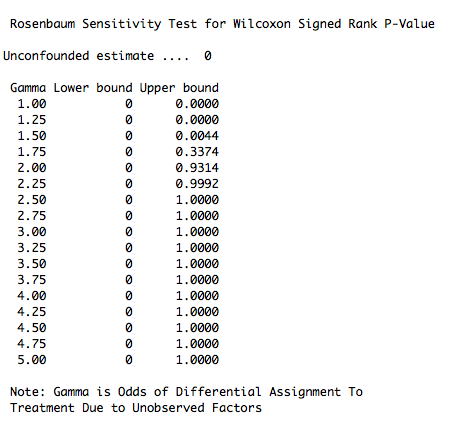 Rosenbaum Sensitivity Test for Wilcoxon Signed Rank P-Value
Unconfounded estimate .... 0
Gamma Lower bound Upper bound
1.00 0 0.0000
1.25 0 0.0000
1.50 0 0.0044
1.75 0 0.3374
2.00 0 0.9314
2.25 0 0.9992
2.50 0 1.0000
2.75 0 1.0000
3.00 0 1.0000
3.25 0 1.0000
3.50 0 1.0000
3.75 0 1.0000
4.00 0 1.0000
4.25 0 1.0000
4.50 0 1.0000
4.75 0 1.0000
5.00 0 1.0000
Note: Gamma is Odds of Differential Assignment To
Treatment Due to Unobserved Factors